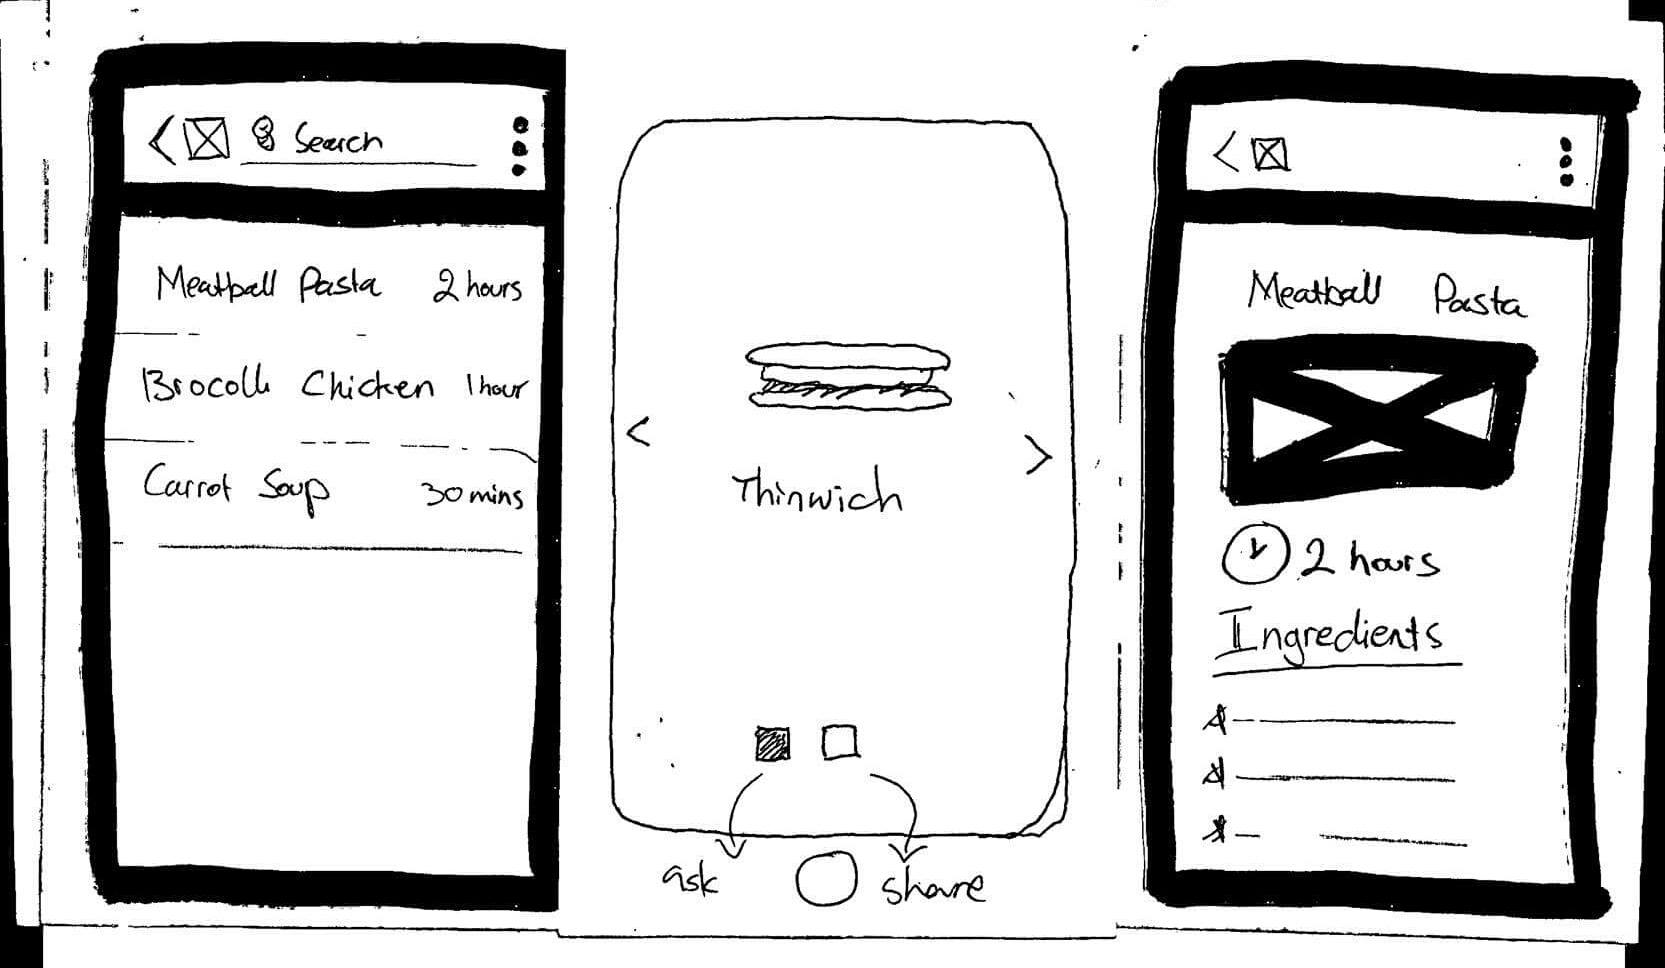 Search
Meatball Pasta 2 hours
Brocolli Chicken 1 hour
Carrot Soup 30 mins
Thinwich
ask
share
Meatball Pasta
2 hours
Ingredients